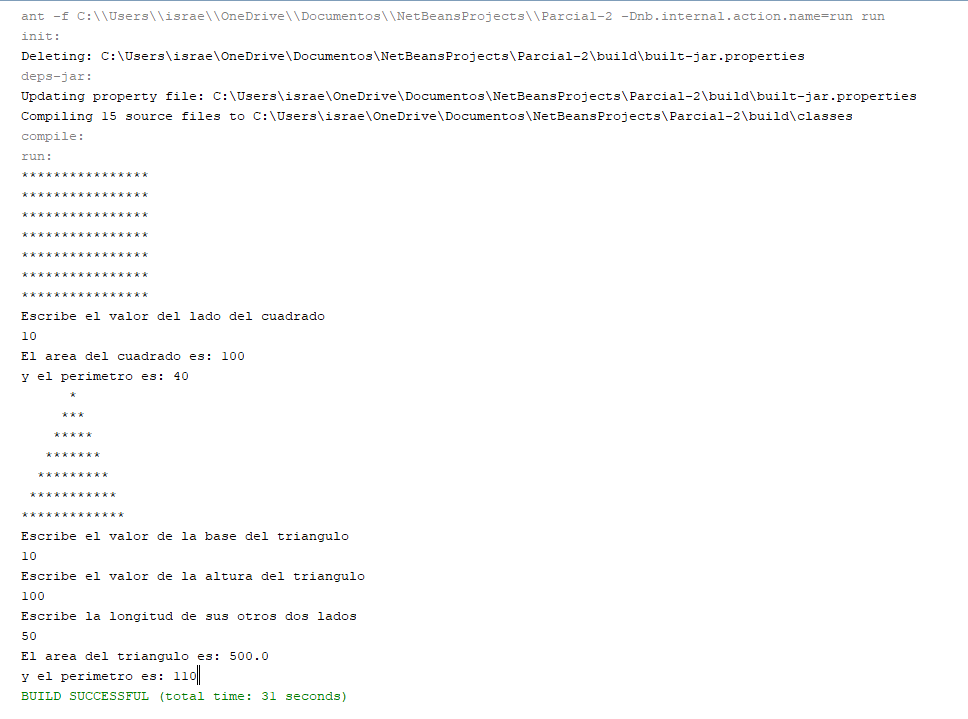 ant -f C:\\Users\\israe\\OneDrive\\Documentos\\NetBeansProjects\\Parcial-2 -Dnb.internal.action.name=run run
init:
Deleting: C:\Users\israe\OneDrive\Documentos\NetBeansProjects\Parcial-2\build\built-jar.properties
deps-jar:
Updating property file: C:\Users\israe\OneDrive\Documentos\NetBeansProjects\Parcial-2\build\built-jar.properties
Compiling 15 source files to C:\Users\israe\OneDrive\Documentos\NetBeansProjects\Parcial-2\build\classes
compile:
run:
****************
****************
****************
****************
****************
****************
****************
Escribe el valor del lado del cuadrado
10
El area del cuadrado es: 100
y el perimetro es: 40
      *
     ***
    *****
   *******
  *********
 ***********
*************
Escribe el valor de la base del triangulo
10
Escribe el valor de la altura del triangulo
100
Escribe la longitud de sus otros dos lados
50
El area del triangulo es: 500.0
y el perimetro es: 110
BUILD SUCCESSFUL (total time: 31 seconds)